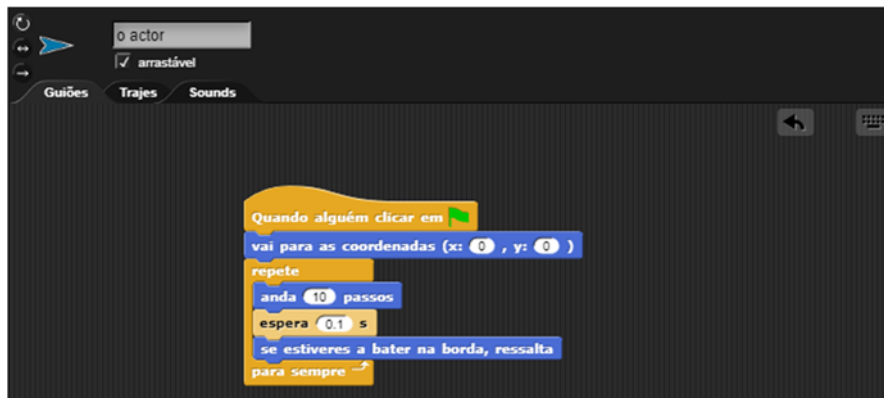 o actor
arrastável
Guiões Trajes Sounds
Quando alguém clicar em
vai para as coordenadas (x: 0 , y: 0 )
repete
anda 10 passos
espera 0.1 s
se estiveres a bater na borda, ressalta
para sempre